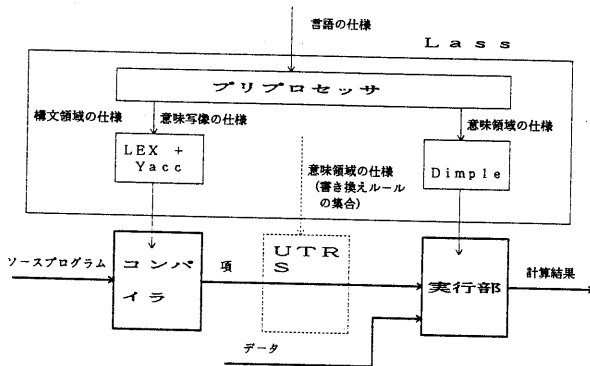 言語の仕様
Ｌａｓｓ
プリプロセッサ
構文領域の仕様
意味写像の仕様
意味領域の仕様
ＬＥＸ ＋
Ｙａｃｃ
意味領域の仕様
(書き換えルール
の集合)
Ｄｉｍｐｌｅ
ソースプログラム
コンパ
イラ
項
ＵＴＲ
Ｓ
実行部
計算結果
データ